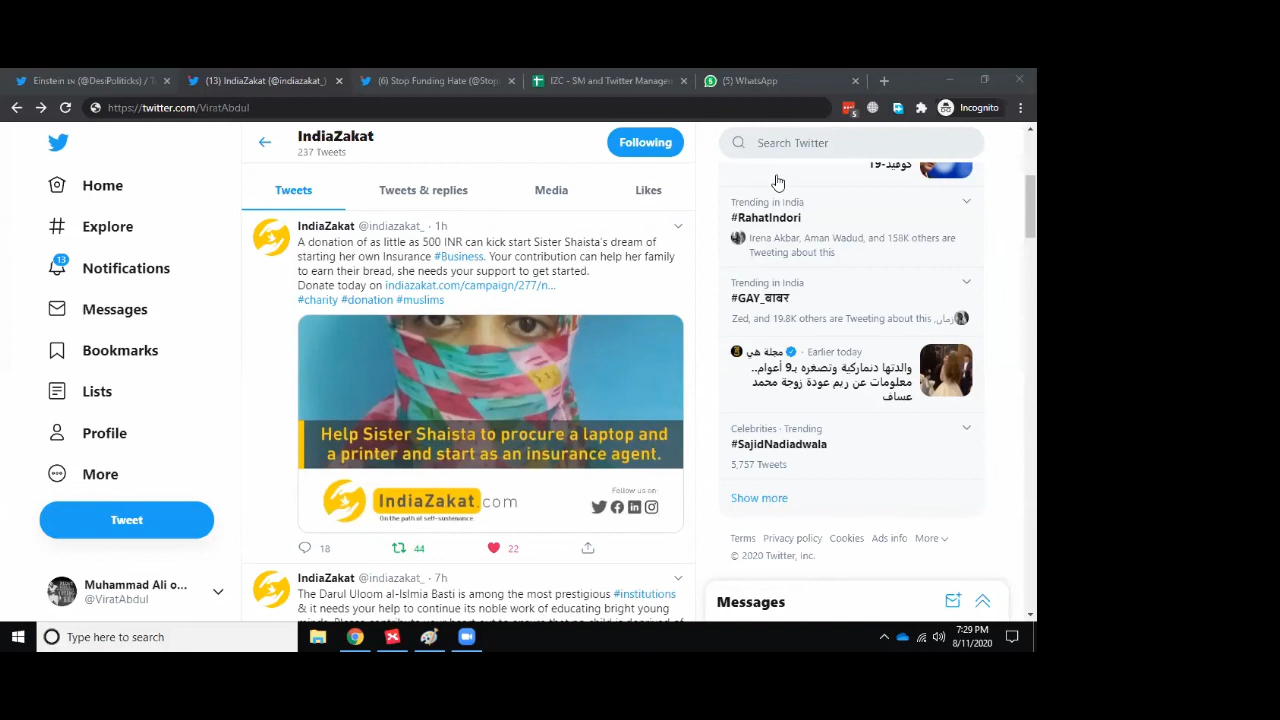 Einstein ɪɴ (@DesiPoliticks) / T
(13) IndiaZakat (@indiazakat_)
(6) Stop Funding Hate (@Stop
IZC - SM and Twitter Manage
(5) WhatsApp
https://twitter.com/ViratAbdul
5
Incognito
Home
Explore
13
Notifications
Messages
Bookmarks
Lists
Profile
More
Tweet
Muhammad Ali o...
@ViratAbdul
IndiaZakat
237 Tweets
Following
Tweets
Tweets & replies
Media
Likes
IndiaZakat @indiazakat_ · 1h
A donation of as little as 500 INR can kick start Sister Shaista's dream of
starting her own Insurance #Business. Your contribution can help her family
to earn their bread, she needs your support to get started.
Donate today on indiazakat.com/campaign/277/n...
#charity #donation #muslims
Help Sister Shaista to procure a laptop and
a printer and start as an insurance agent.
IndiaZakat.com
On the path of self-sustenance
Follow us on:
18
44
22
IndiaZakat @indiazakat_ · 7h
The Darul Uloom al-Islmia Basti is among the most prestigious #institutions
& it needs your help to continue its noble work of educating bright young
Search Twitter
كوفيد-19
Trending in India
#RahatIndori
Irena Akbar, Aman Wadud, and 158K others are
Tweeting about this
Trending in India
#GAY_बाबर
Zed, and 19.8K others are Tweeting about this
مجلة هي · Earlier today
والدتها دنماركية وتصغره بـ9 أعوام..
معلومات عن ريم عودة زوجة محمد
عساف
Celebrities · Trending
#SajidNadiadwala
5,757 Tweets
Show more
Terms Privacy policy Cookies Ads info More
© 2020 Twitter, Inc.
Messages
Type here to search
7:29 PM
8/11/2020